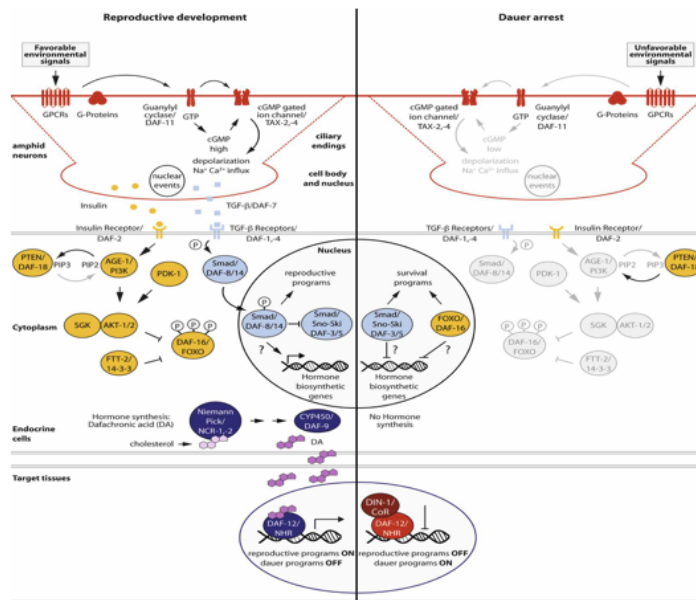 Reproductive development
Dauer arrest
Favorable
environmental
signals
GPCRs
G-Proteins
Guanylyl
cyclase/
DAF-11
GTP
cGMP gated
ion channel/
TAX-2,-4
cGMP
high
depolarization
Na⁺ Ca²⁺ influx
amphid
neurons
ciliary
endings
cell body
and nucleus
nuclear
events
Insulin
TGF-β/DAF-7
Insulin Receptor/
DAF-2
TGF-β Receptors/
DAF-1,-4
PTEN/
DAF-18
PIP3
PIP2
AGE-1/
PI3K
PDK-1
P
Smad/
DAF-8/14
Cytoplasm
SGK
AKT-1/2
P
P
P
DAF-16/
FOXO
FTT-2/
14-3-3
Nucleus
reproductive
programs
P
Smad/
DAF-8/14
Smad/
Sno-Ski
DAF-3/5
?
Hormone
biosynthetic
genes
Endocrine
cells
Hormone synthesis:
Dafachronic acid (DA)
cholesterol
Niemann
Pick/
NCR-1,-2
CYP450/
DAF-9
DA
Target tissues
DAF-12/
NHR
reproductive programs ON
dauer programs OFF
Unfavorable
environmental
signals
cGMP gated
ion channel/
TAX-2,-4
GTP
Guanylyl
cyclase/
DAF-11
G-Proteins
GPCRs
cGMP
low
depolarization
Na⁺ Ca²⁺ influx
nuclear
events
TGF-β Receptors/
DAF-1,-4
Insulin Receptor/
DAF-2
P
Smad/
DAF-8/14
PDK-1
AGE-1/
PI3K
PIP2
PIP3
PTEN/
DAF-18
P
P
P
DAF-16/
FOXO
SGK
AKT-1/2
FTT-2/
14-3-3
survival
programs
Smad/
Sno-Ski
DAF-3/5
FOXO/
DAF-16
?
?
Hormone
biosynthetic
genes
No Hormone
synthesis
DIN-1/
CoR
DAF-12/
NHR
reproductive programs OFF
dauer programs ON